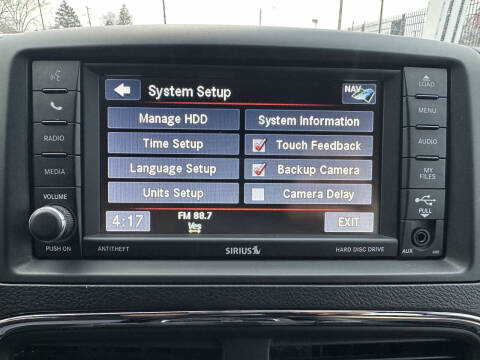 System Setup
NAV
Manage HDD
System Information
Time Setup
Touch Feedback
Language Setup
Backup Camera
Units Setup
Camera Delay
4:17
FM 88.7
Yes
EXIT
RADIO
MEDIA
VOLUME
PUSH ON
LOAD
MENU
AUDIO
MY
FILES
PULL
AUX
ANTITHEFT
SIRIUS
HARD DISC DRIVE